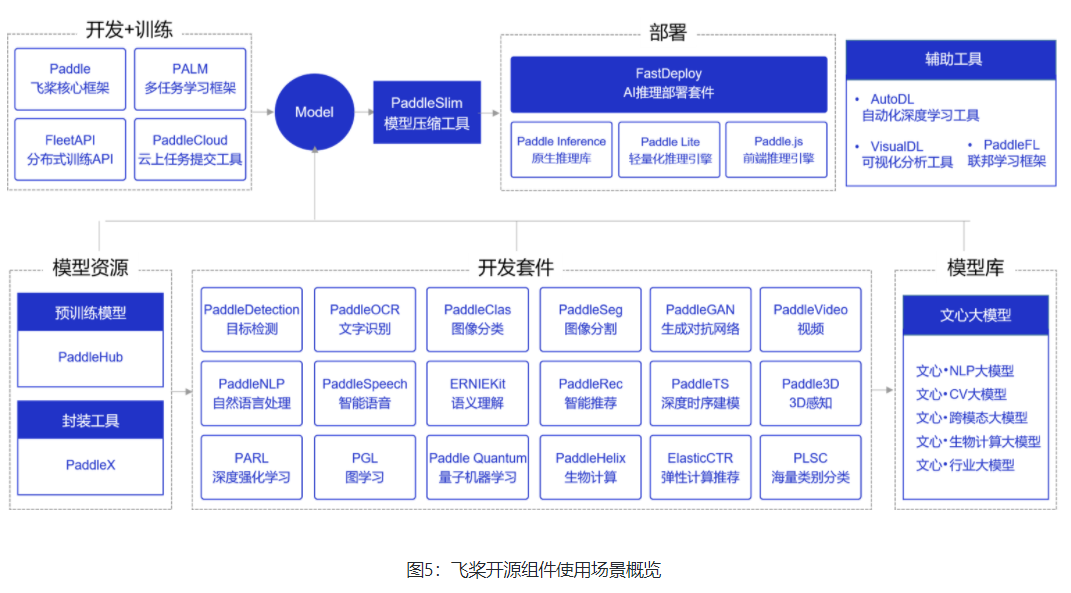 开发+训练
Paddle
飞桨核心框架
PALM
多任务学习框架
FleetAPI
分布式训练API
PaddleCloud
云上任务提交工具
Model
PaddleSlim
模型压缩工具
部署
FastDeploy
AI推理部署套件
Paddle Inference
原生推理库
Paddle Lite
轻量化推理引擎
Paddle.js
前端推理引擎
辅助工具
• AutoDL
自动化深度学习工具
• VisualDL
可视化分析工具
• PaddleFL
联邦学习框架
模型资源
预训练模型
PaddleHub
封装工具
PaddleX
开发套件
PaddleDetection
目标检测
PaddleOCR
文字识别
PaddleClas
图像分类
PaddleSeg
图像分割
PaddleGAN
生成对抗网络
PaddleVideo
视频
PaddleNLP
自然语言处理
PaddleSpeech
智能语音
ERNIEKit
语义理解
PaddleRec
智能推荐
PaddleTS
深度时序建模
Paddle3D
3D感知
PARL
深度强化学习
PGL
图学习
Paddle Quantum
量子机器学习
PaddleHelix
生物计算
ElasticCTR
弹性计算推荐
PLSC
海量类别分类
模型库
文心大模型
文心•NLP大模型
文心•CV大模型
文心•跨模态大模型
文心•生物计算大模型
文心•行业大模型
图5：飞桨开源组件使用场景概览